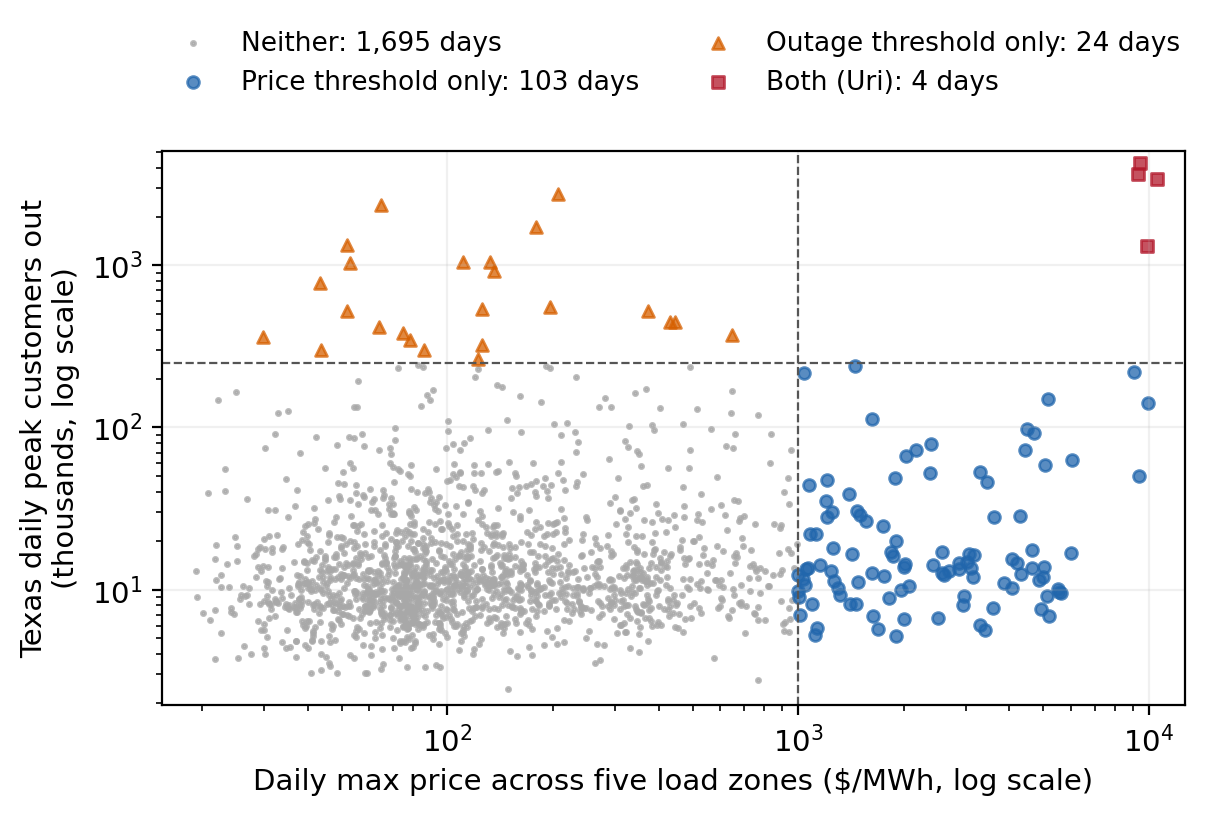 Neither: 1,695 days
Price threshold only: 103 days
Outage threshold only: 24 days
Both (Uri): 4 days
Texas daily peak customers out
(thousands, log scale)
10³
10²
10¹
10² 10³ 10⁴
Daily max price across five load zones ($/MWh, log scale)